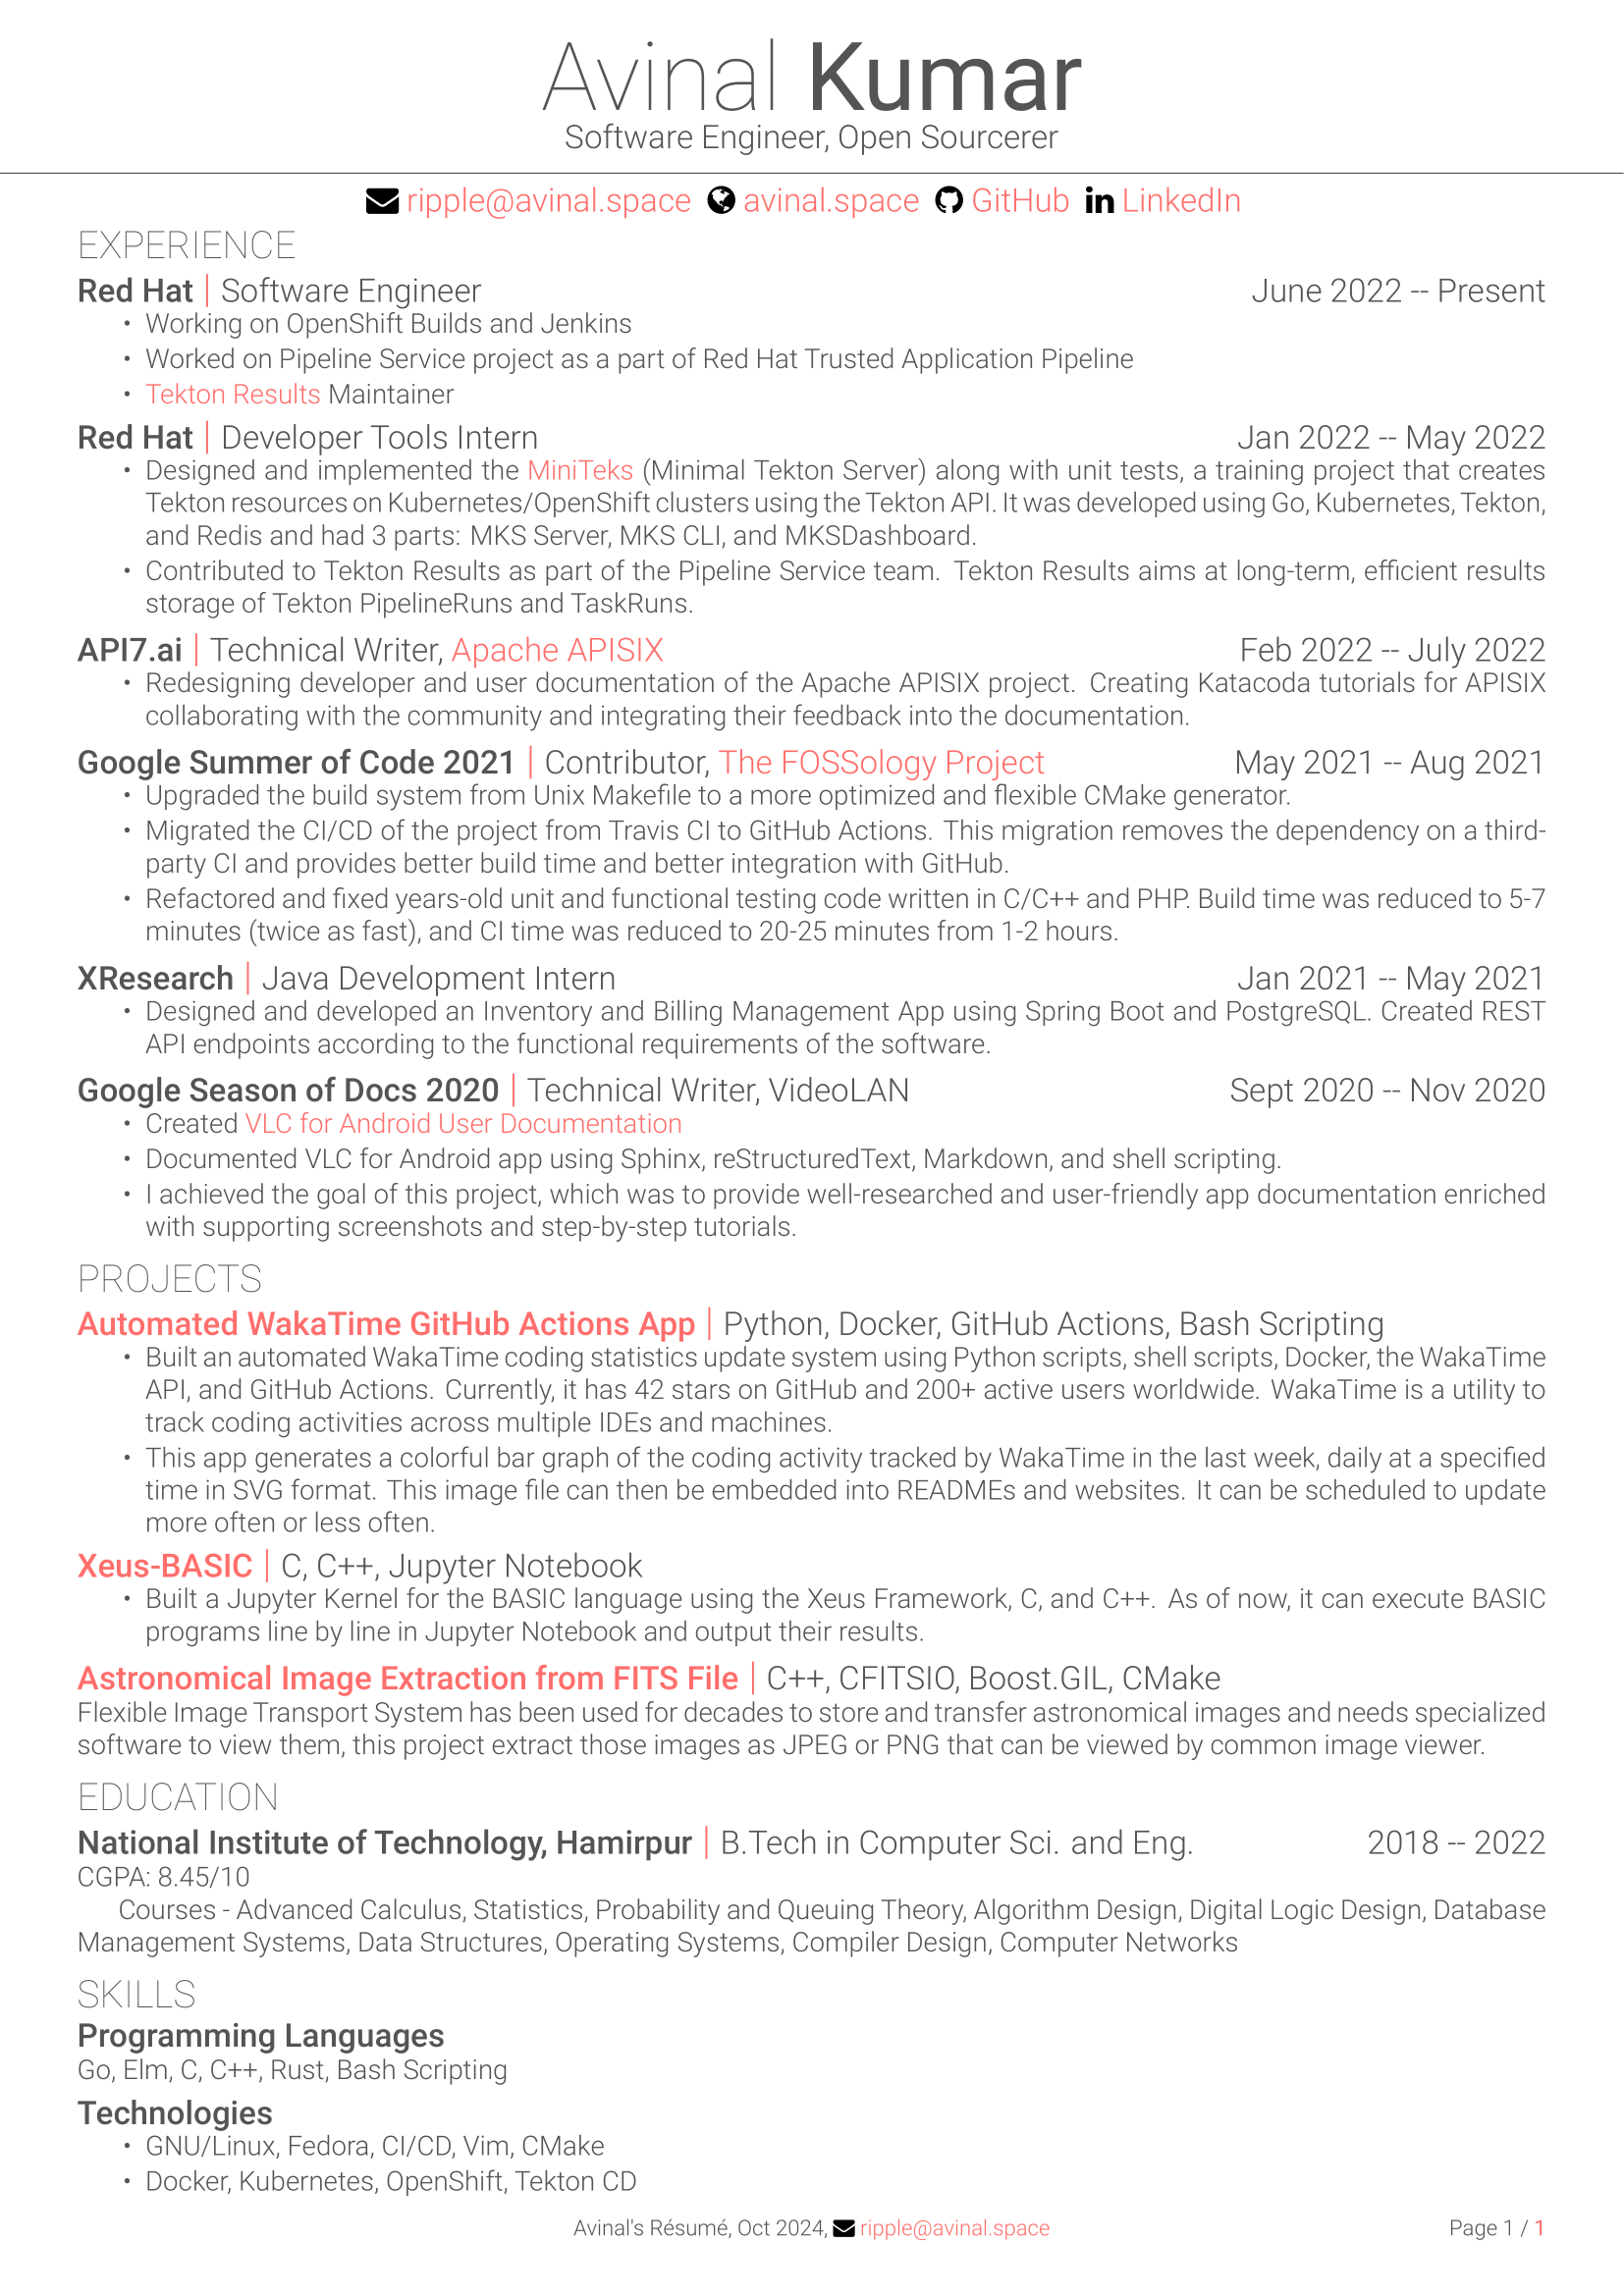 Avinal Kumar
Software Engineer, Open Sourcerer
ripple@avinal.space avinal.space GitHub LinkedIn
EXPERIENCE
Red Hat | Software Engineer June 2022 -- Present
• Working on OpenShift Builds and Jenkins
• Worked on Pipeline Service project as a part of Red Hat Trusted Application Pipeline
• Tekton Results Maintainer
Red Hat | Developer Tools Intern Jan 2022 -- May 2022
• Designed and implemented the MiniTeks (Minimal Tekton Server) along with unit tests, a training project that creates
Tekton resources on Kubernetes/OpenShift clusters using the Tekton API. It was developed using Go, Kubernetes, Tekton,
and Redis and had 3 parts: MKS Server, MKS CLI, and MKSDashboard.
• Contributed to Tekton Results as part of the Pipeline Service team. Tekton Results aims at long-term, efficient results
storage of Tekton PipelineRuns and TaskRuns.
API7.ai | Technical Writer, Apache APISIX Feb 2022 -- July 2022
• Redesigning developer and user documentation of the Apache APISIX project. Creating Katacoda tutorials for APISIX
collaborating with the community and integrating their feedback into the documentation.
Google Summer of Code 2021 | Contributor, The FOSSology Project May 2021 -- Aug 2021
• Upgraded the build system from Unix Makefile to a more optimized and flexible CMake generator.
• Migrated the CI/CD of the project from Travis CI to GitHub Actions. This migration removes the dependency on a third-
party CI and provides better build time and better integration with GitHub.
• Refactored and fixed years-old unit and functional testing code written in C/C++ and PHP. Build time was reduced to 5-7
minutes (twice as fast), and CI time was reduced to 20-25 minutes from 1-2 hours.
XResearch | Java Development Intern Jan 2021 -- May 2021
• Designed and developed an Inventory and Billing Management App using Spring Boot and PostgreSQL. Created REST
API endpoints according to the functional requirements of the software.
Google Season of Docs 2020 | Technical Writer, VideoLAN Sept 2020 -- Nov 2020
• Created VLC for Android User Documentation
• Documented VLC for Android app using Sphinx, reStructuredText, Markdown, and shell scripting.
• I achieved the goal of this project, which was to provide well-researched and user-friendly app documentation enriched
with supporting screenshots and step-by-step tutorials.
PROJECTS
Automated WakaTime GitHub Actions App | Python, Docker, GitHub Actions, Bash Scripting
• Built an automated WakaTime coding statistics update system using Python scripts, shell scripts, Docker, the WakaTime
API, and GitHub Actions. Currently, it has 42 stars on GitHub and 200+ active users worldwide. WakaTime is a utility to
track coding activities across multiple IDEs and machines.
• This app generates a colorful bar graph of the coding activity tracked by WakaTime in the last week, daily at a specified
time in SVG format. This image file can then be embedded into READMEs and websites. It can be scheduled to update
more often or less often.
Xeus-BASIC | C, C++, Jupyter Notebook
• Built a Jupyter Kernel for the BASIC language using the Xeus Framework, C, and C++. As of now, it can execute BASIC
programs line by line in Jupyter Notebook and output their results.
Astronomical Image Extraction from FITS File | C++, CFITSIO, Boost.GIL, CMake
Flexible Image Transport System has been used for decades to store and transfer astronomical images and needs specialized
software to view them, this project extract those images as JPEG or PNG that can be viewed by common image viewer.
EDUCATION
National Institute of Technology, Hamirpur | B.Tech in Computer Sci. and Eng. 2018 -- 2022
CGPA: 8.45/10
Courses - Advanced Calculus, Statistics, Probability and Queuing Theory, Algorithm Design, Digital Logic Design, Database
Management Systems, Data Structures, Operating Systems, Compiler Design, Computer Networks
SKILLS
Programming Languages
Go, Elm, C, C++, Rust, Bash Scripting
Technologies
• GNU/Linux, Fedora, CI/CD, Vim, CMake
• Docker, Kubernetes, OpenShift, Tekton CD
Avinal's Résumé, Oct 2024, ripple@avinal.space Page 1 / 1